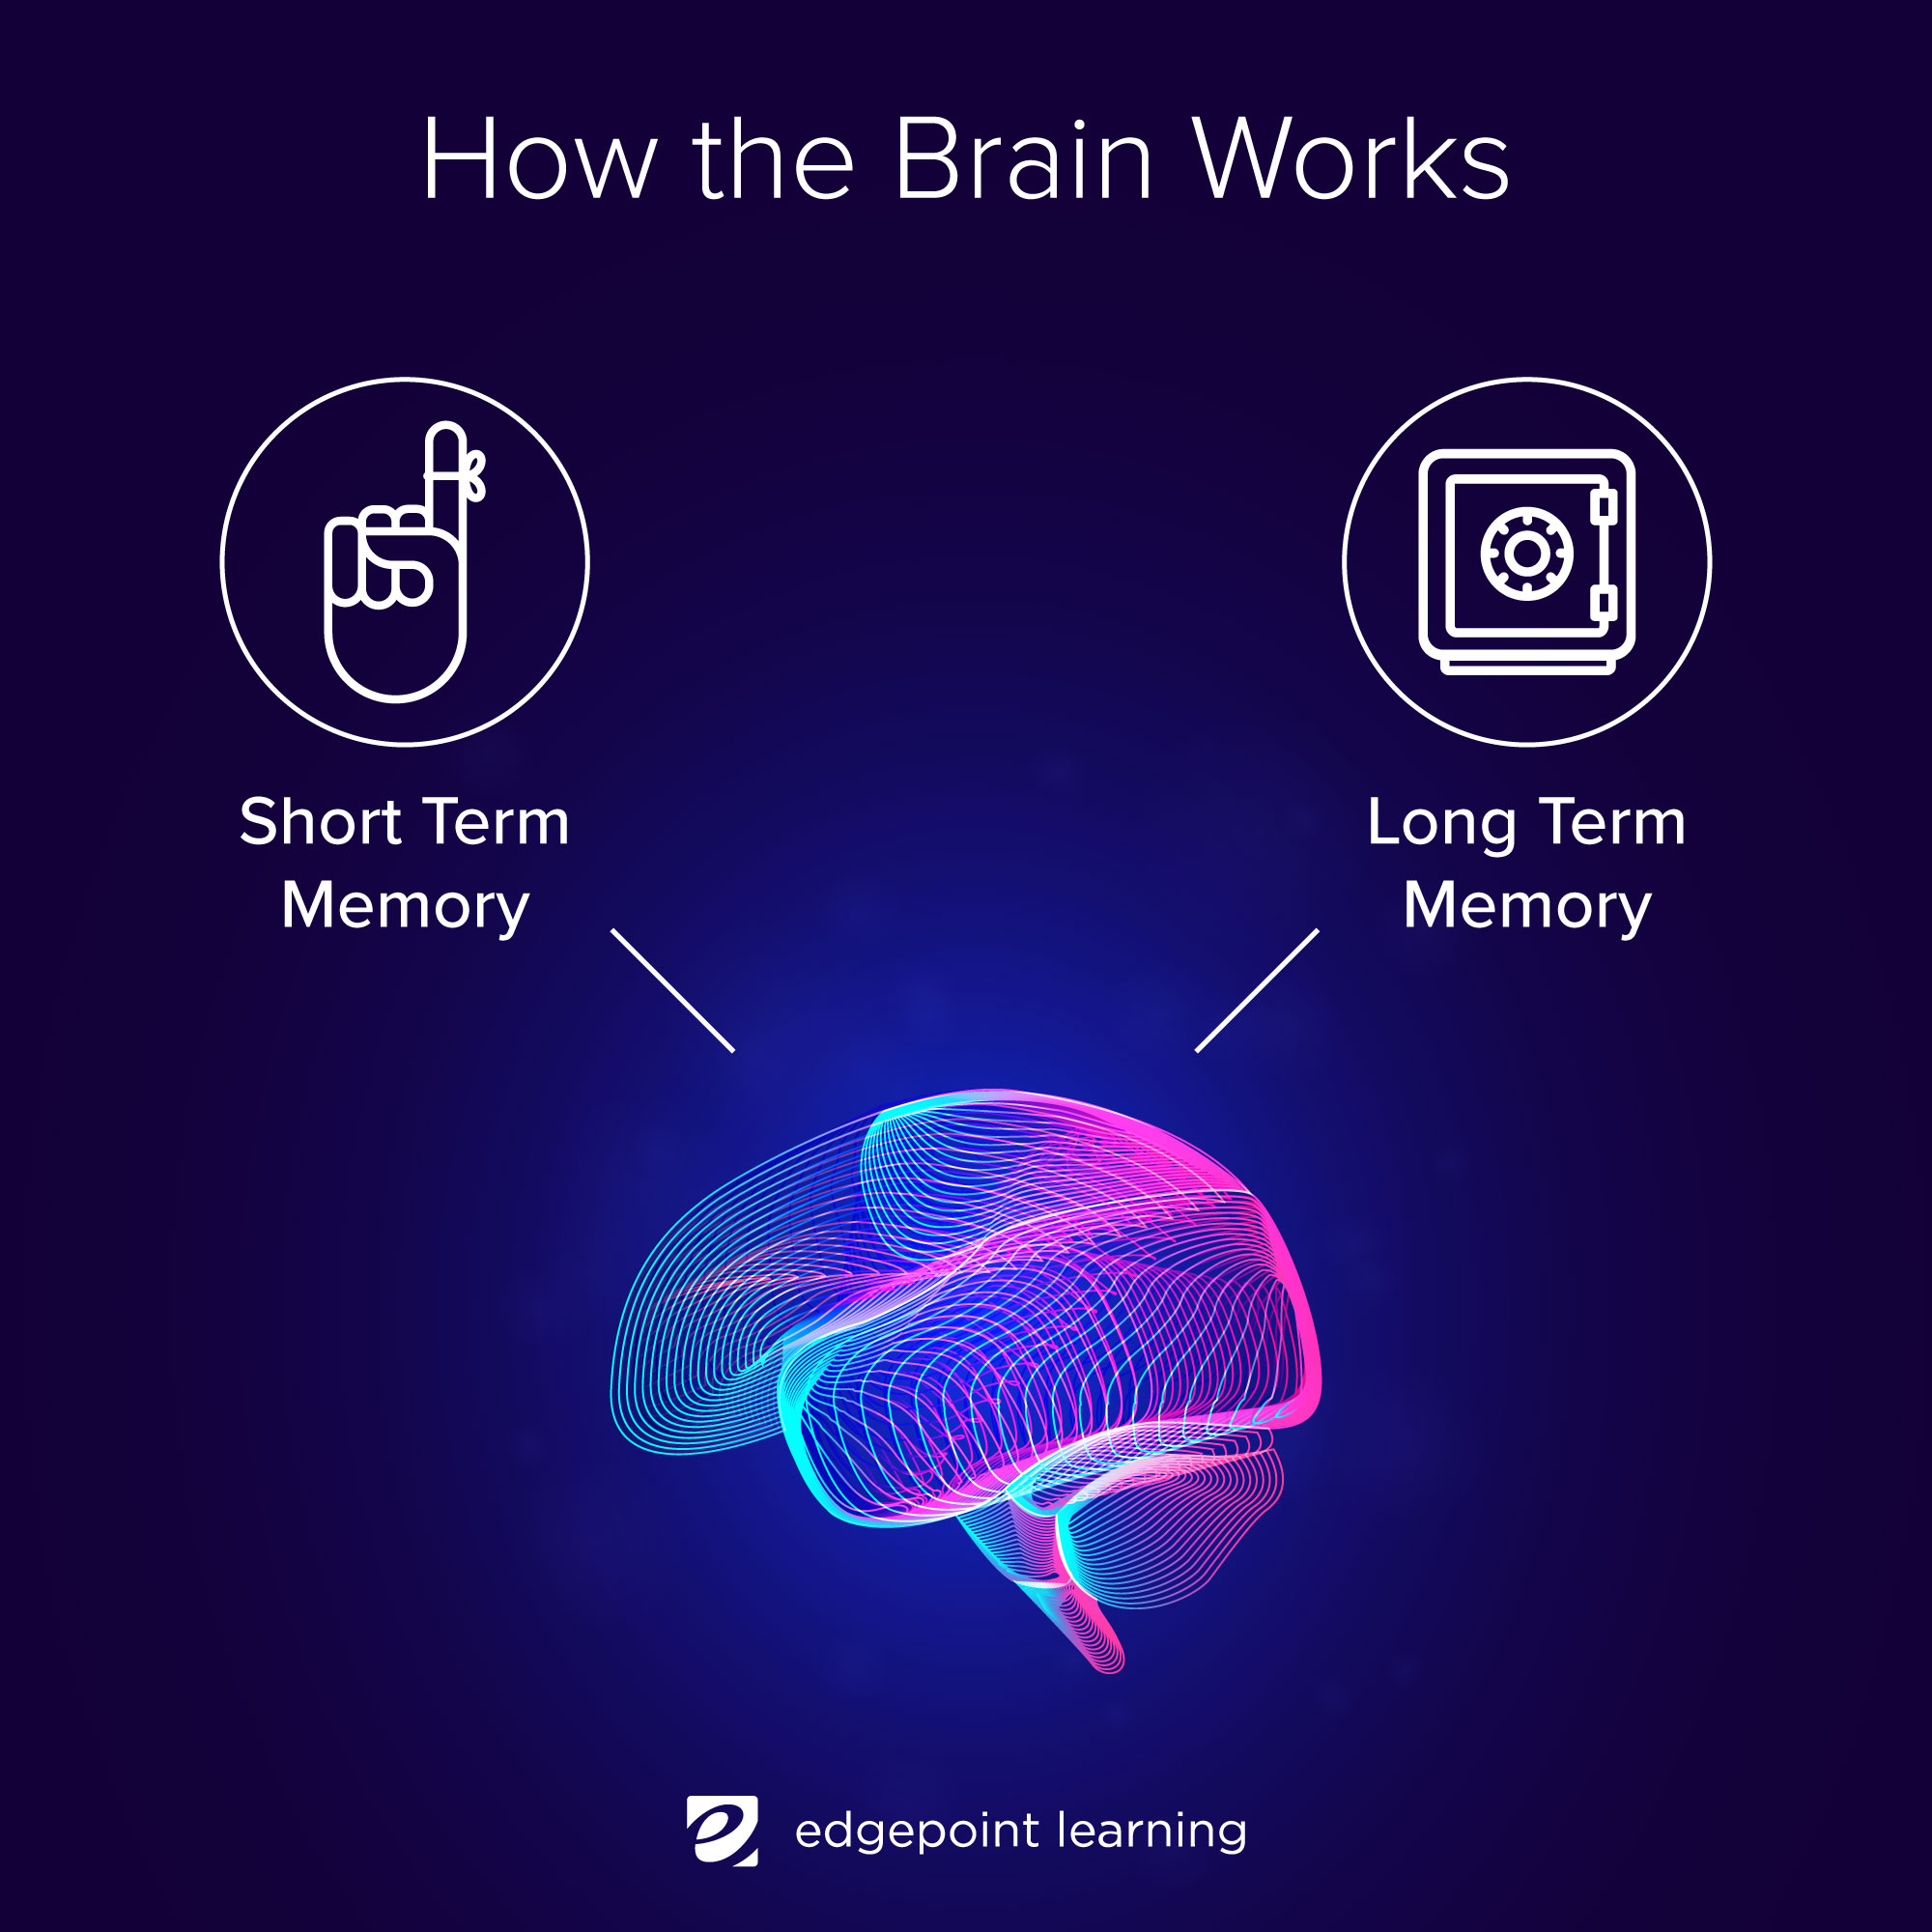 How the Brain Works
Short Term
Memory
Long Term
Memory
edgepoint learning